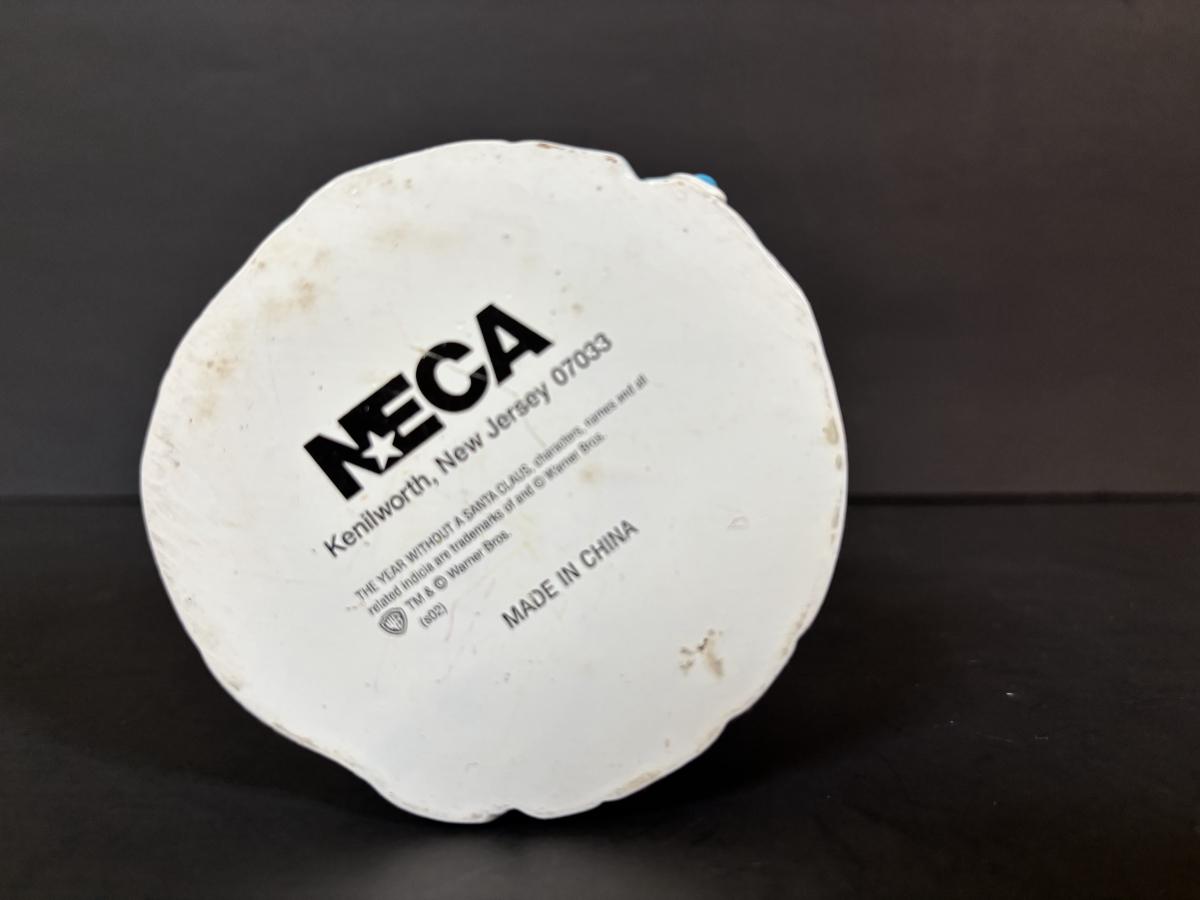 NECA
Kenilworth, New Jersey 07033
THE YEAR WITHOUT A SANTA CLAUS, characters, names and all
related indicia are trademarks of and © Warner Bros.
WB TM & © Warner Bros.
(s02)
MADE IN CHINA